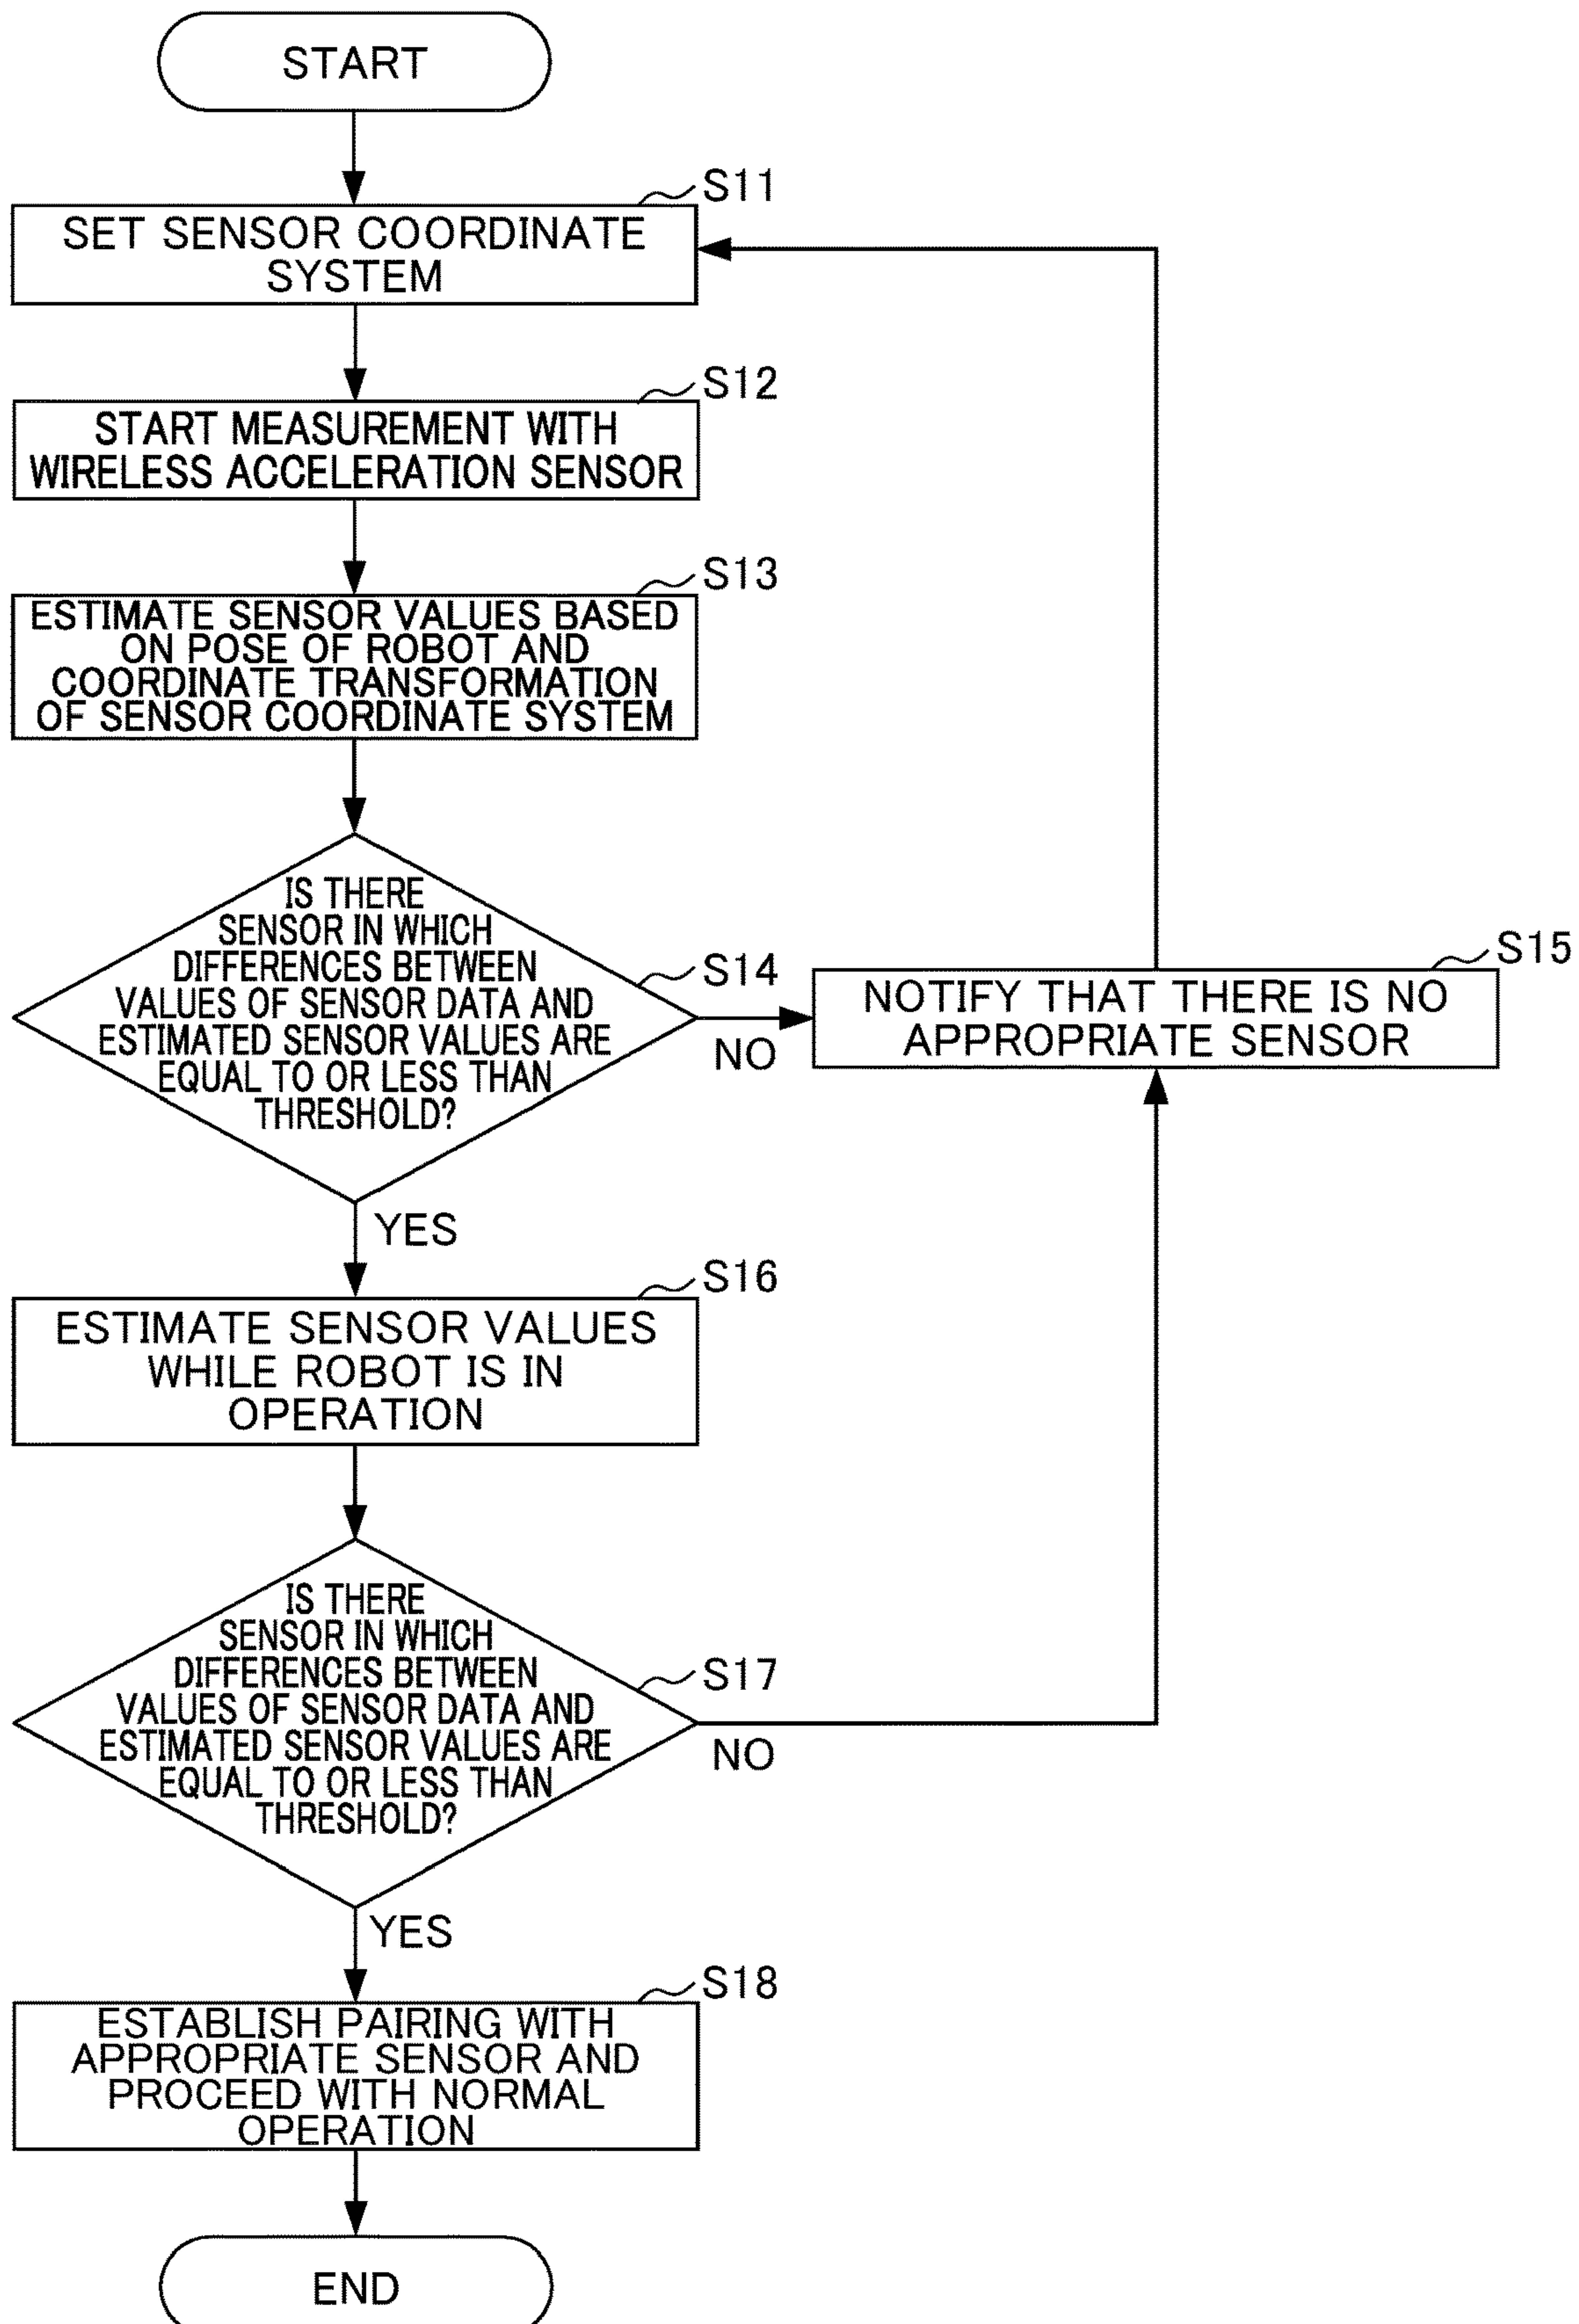 START
S11
SET SENSOR COORDINATE
SYSTEM
S12
START MEASUREMENT WITH
WIRELESS ACCELERATION SENSOR
S13
ESTIMATE SENSOR VALUES BASED
ON POSE OF ROBOT AND
COORDINATE TRANSFORMATION
OF SENSOR COORDINATE SYSTEM
IS THERE
SENSOR IN WHICH
DIFFERENCES BETWEEN
VALUES OF SENSOR DATA AND
ESTIMATED SENSOR VALUES ARE
EQUAL TO OR LESS THAN
THRESHOLD?
S14
NO
S15
NOTIFY THAT THERE IS NO
APPROPRIATE SENSOR
YES
S16
ESTIMATE SENSOR VALUES
WHILE ROBOT IS IN
OPERATION
IS THERE
SENSOR IN WHICH
DIFFERENCES BETWEEN
VALUES OF SENSOR DATA AND
ESTIMATED SENSOR VALUES ARE
EQUAL TO OR LESS THAN
THRESHOLD?
S17
NO
YES
S18
ESTABLISH PAIRING WITH
APPROPRIATE SENSOR AND
PROCEED WITH NORMAL
OPERATION
END